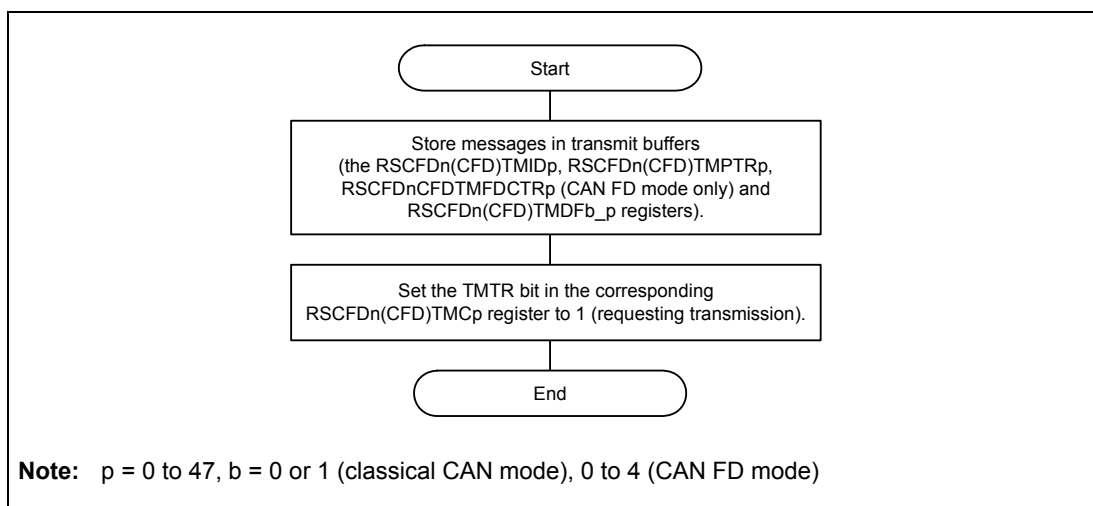 Start
Store messages in transmit buffers
(the RSCFDn(CFD)TMIDp, RSCFDn(CFD)TMPTRp,
RSCFDnCFDTMFDCTRp (CAN FD mode only) and
RSCFDn(CFD)TMDFb_p registers).
Set the TMTR bit in the corresponding
RSCFDn(CFD)TMCp register to 1 (requesting transmission).
End
Note: p = 0 to 47, b = 0 or 1 (classical CAN mode), 0 to 4 (CAN FD mode)